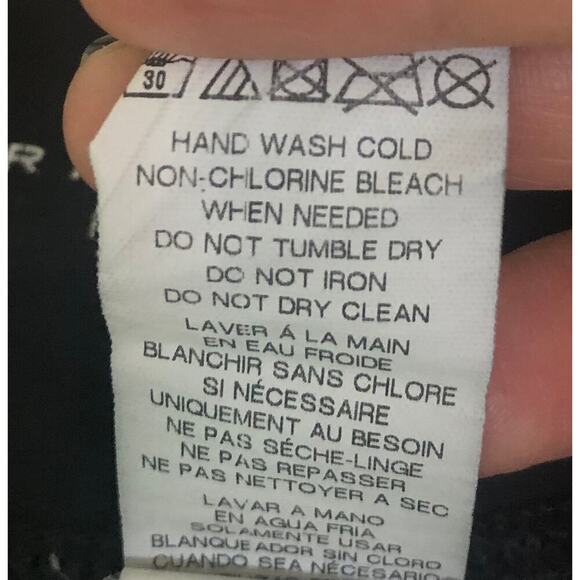 30
HAND WASH COLD
NON-CHLORINE BLEACH
WHEN NEEDED
DO NOT TUMBLE DRY
DO NOT IRON
DO NOT DRY CLEAN
LAVER À LA MAIN
EN EAU FROIDE
BLANCHIR SANS CHLORE
SI NÉCESSAIRE
UNIQUEMENT AU BESOIN
NE PAS SÉCHE-LINGE
NE PAS REPASSER
NE PAS NETTOYER A SEC
LAVAR A MANO
EN AGUA FRIA
SOLAMENTE USAR
BLANQUEADOR SIN CLORO
CUANDO SEA NECESARIO